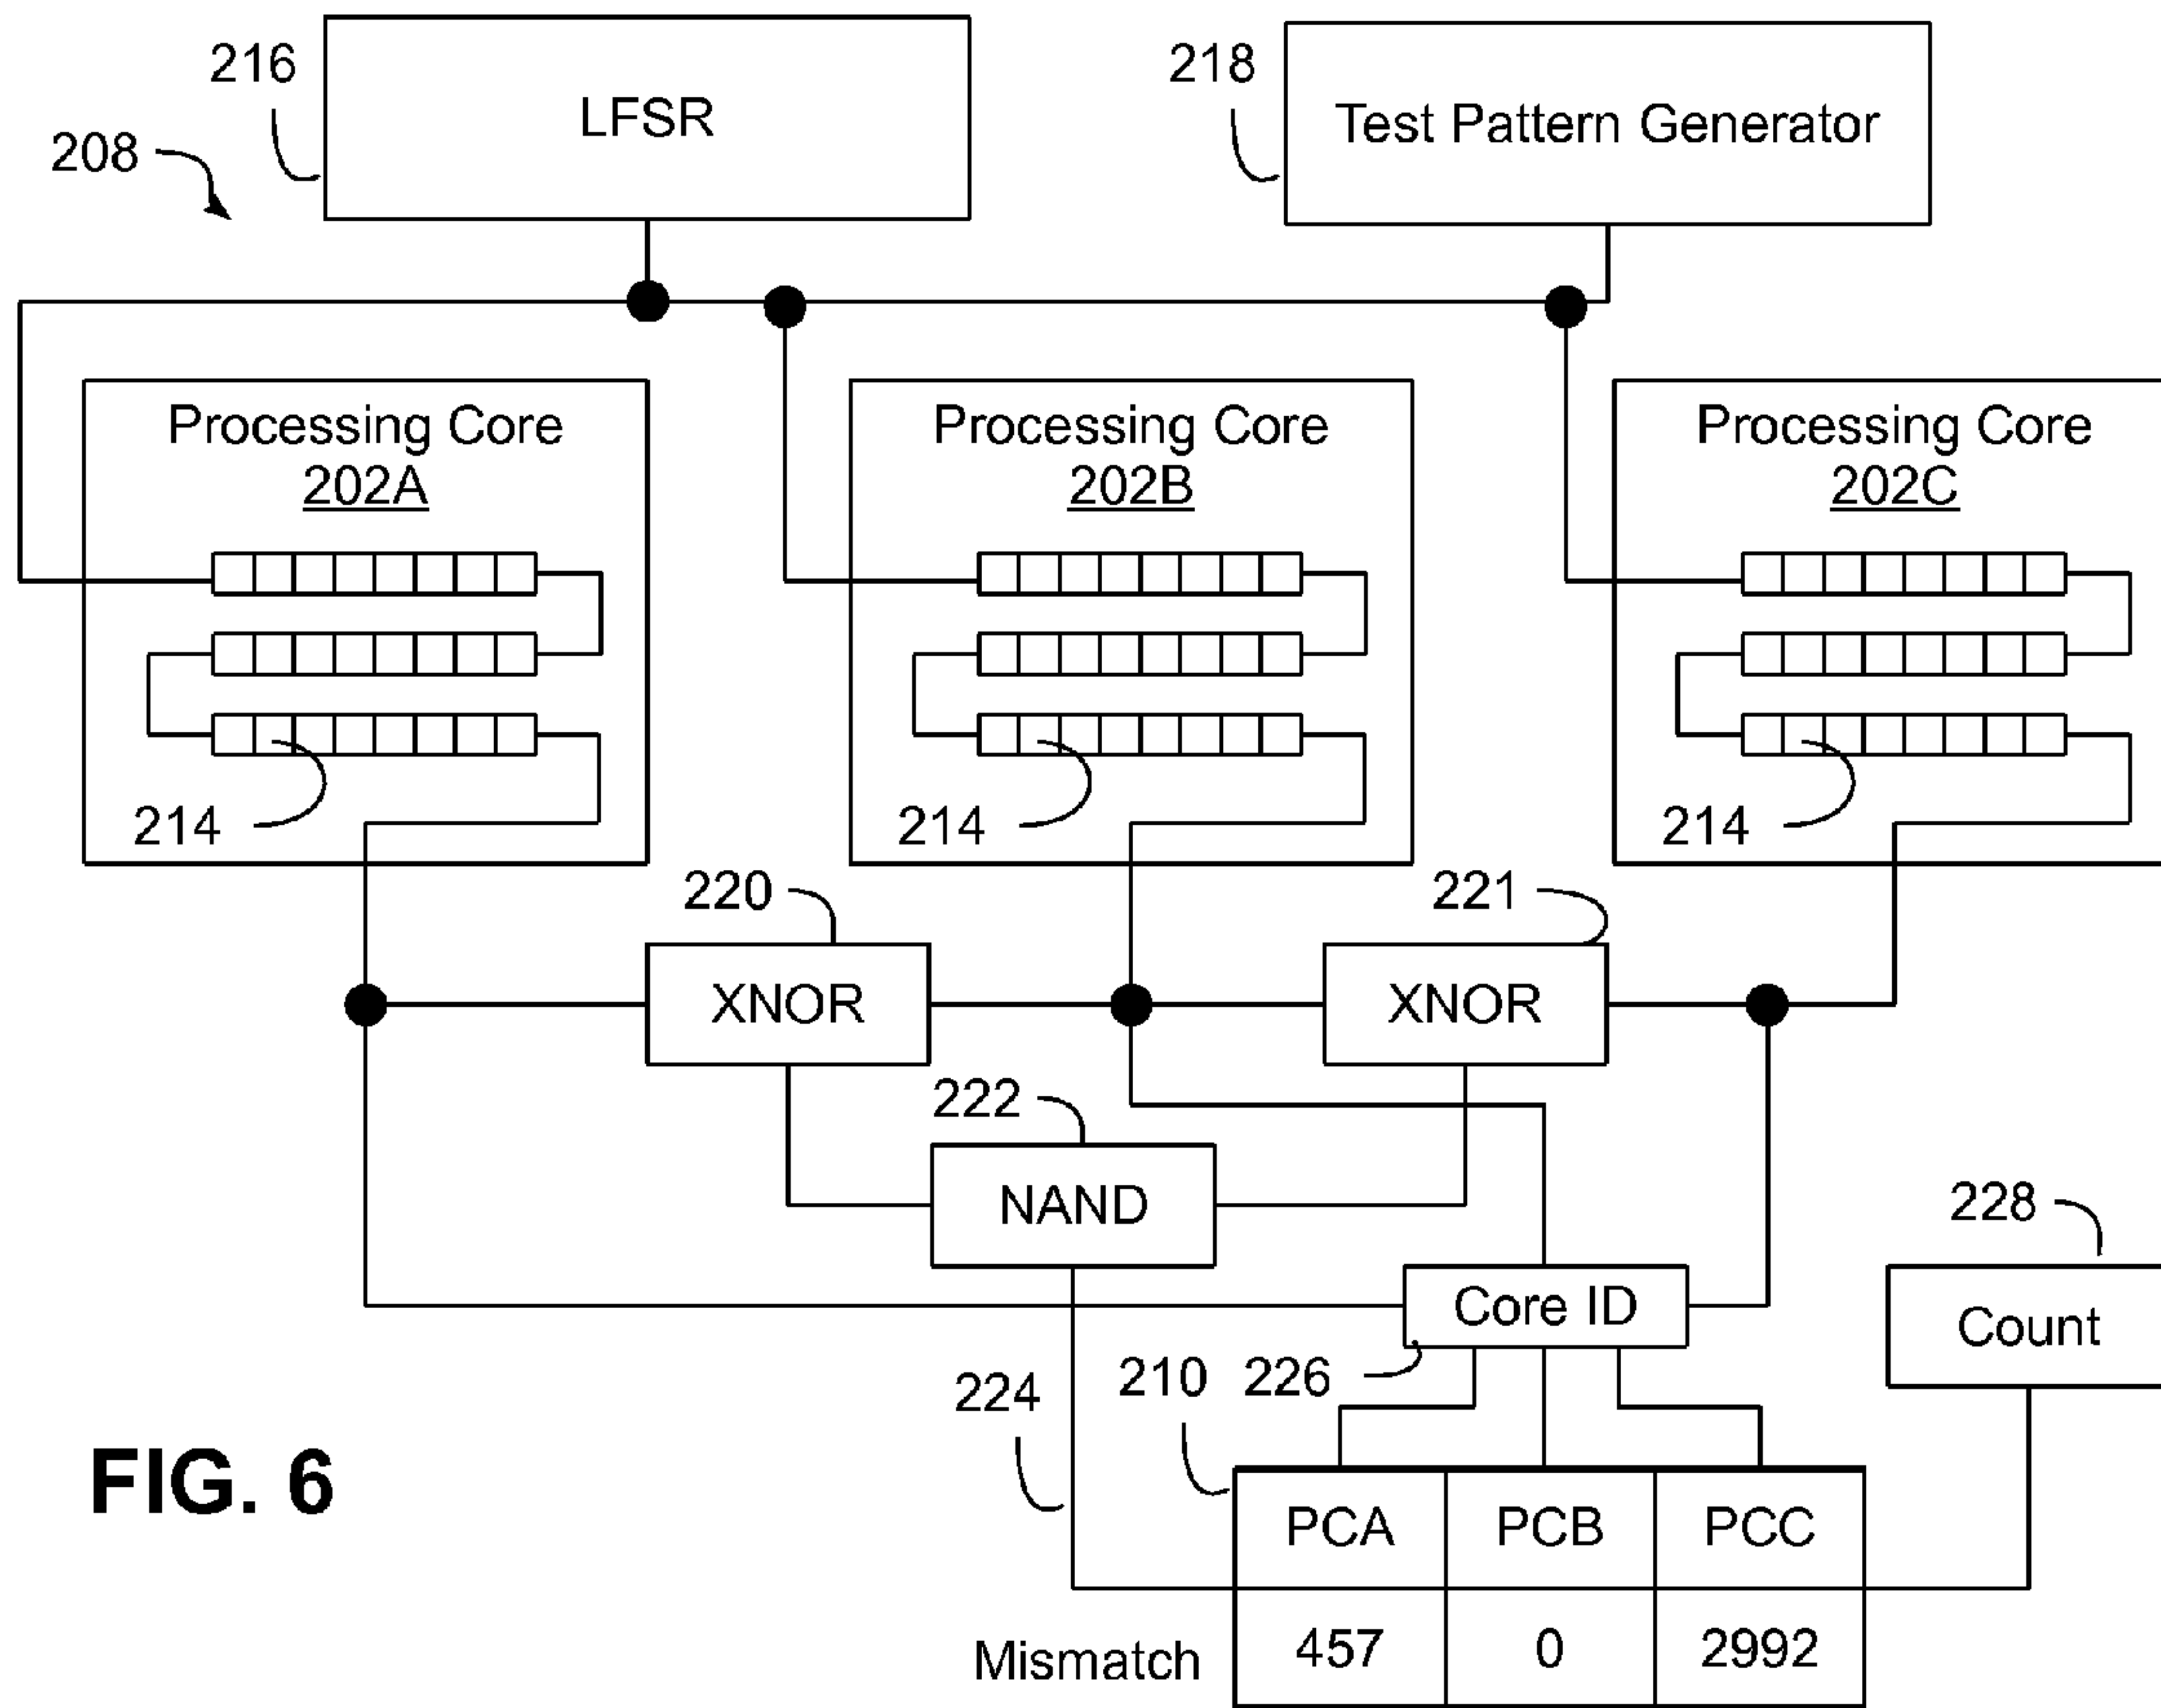 216
LFSR
218
Test Pattern Generator
208
Processing Core
202A
Processing Core
202B
Processing Core
202C
214
214
214
220
221
XNOR
XNOR
222
NAND
228
Core ID
Count
224
210
226
FIG. 6
PCA PCB PCC
Mismatch 457 0 2992